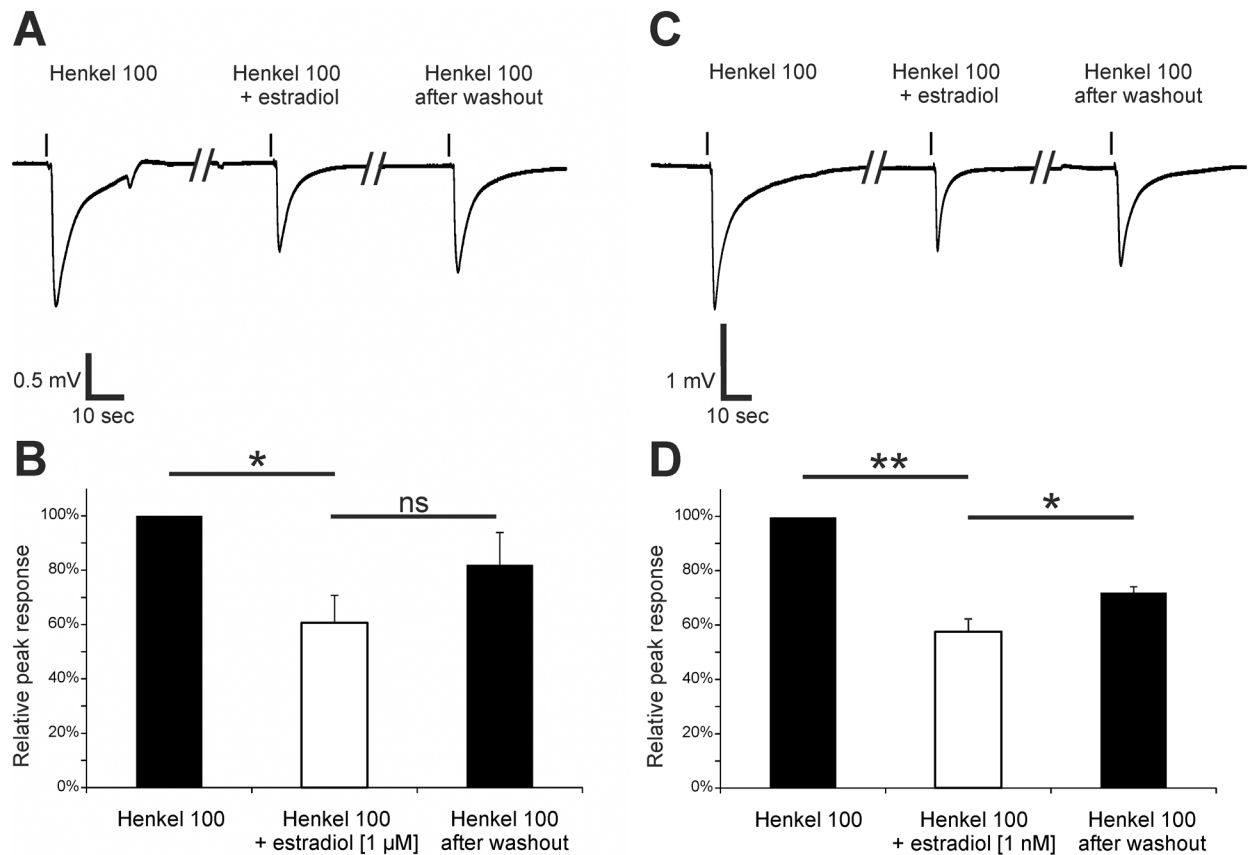 A
Henkel 100
Henkel 100
+ estradiol
Henkel 100
after washout
0.5 mV
10 sec
C
Henkel 100
Henkel 100
+ estradiol
Henkel 100
after washout
1 mV
10 sec
B
*
ns
Relative peak response
100%
80%
60%
40%
20%
0%
Henkel 100
Henkel 100
+ estradiol [1 µM]
Henkel 100
after washout
D
**
*
Relative peak response
100%
80%
60%
40%
20%
0%
Henkel 100
Henkel 100
+ estradiol [1 nM]
Henkel 100
after washout